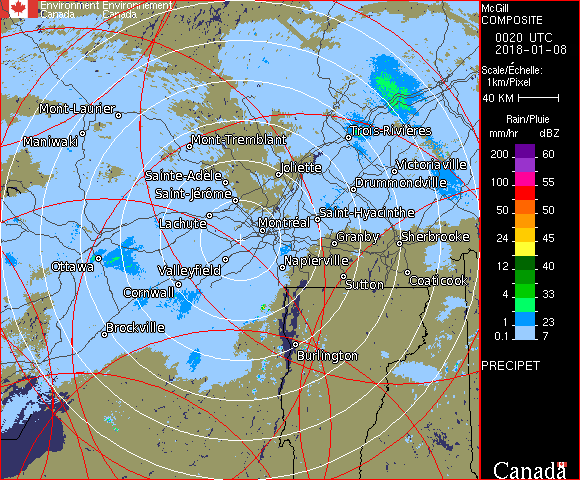 Environment Environnement
Canada Canada
McGill
COMPOSITE
0020 UTC
2018-01-08
Scale/Échelle:
1km/Pixel
40 KM
Rain/Pluie
mm/hr dBZ
200 60
100 55
50 50
24 45
12 40
4 33
1 23
0.1 7
PRECIPET
Canada
Mont-Laurier
Maniwaki
Mont-Tremblant
Trois-Rivières
Joliette
Victoriaville
Sainte-Adèle
Drummondville
Saint-Jérôme
Saint-Hyacinthe
Lachute
Montréal
Granby
Sherbrooke
Ottawa
Valleyfield
Napierville
Coaticook
Sutton
Cornwall
Brockville
Burlington